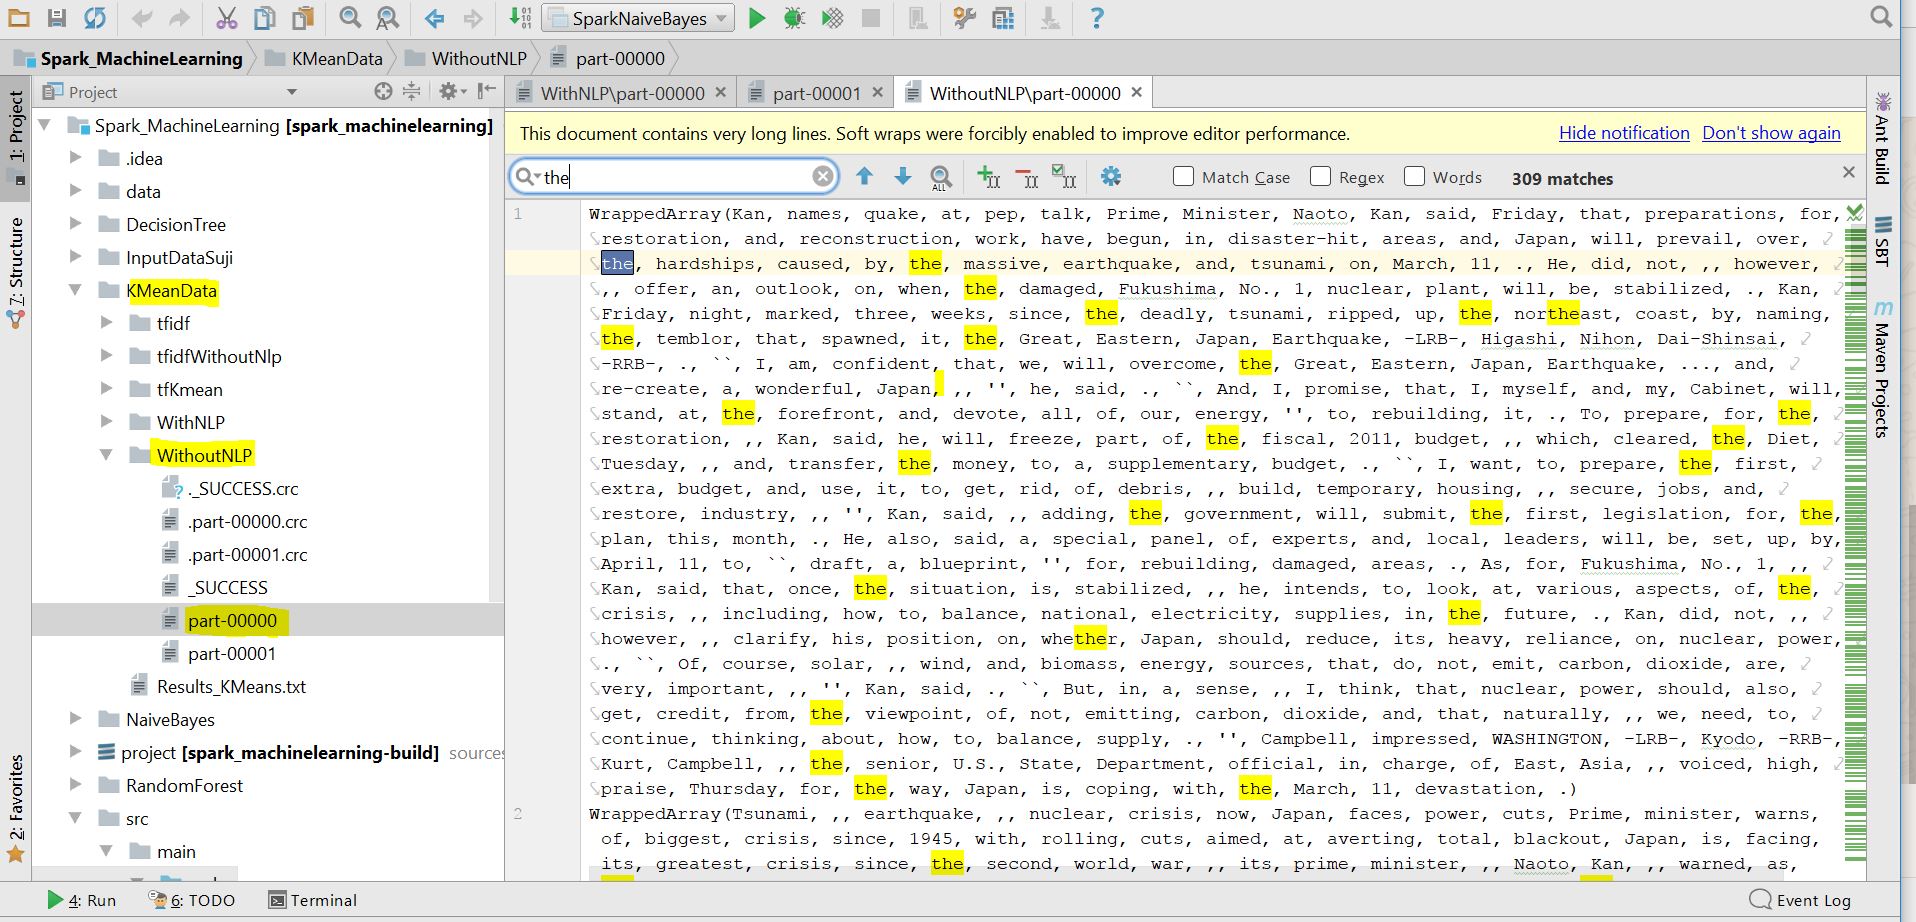 SparkNaiveBayes
Spark_MachineLearning KMeanData WithoutNLP part-00000
1: Project
7: Structure
2: Favorites
Project
Spark_MachineLearning [spark_machinelearning]
.idea
data
DecisionTree
InputDataSuji
KMeanData
tfidf
tfidfWithoutNlp
tfKmean
WithNLP
WithoutNLP
._SUCCESS.crc
.part-00000.crc
.part-00001.crc
_SUCCESS
part-00000
part-00001
Results_KMeans.txt
NaiveBayes
project [spark_machinelearning-build] sources
RandomForest
src
main
WithNLP\part-00000 part-00001 WithoutNLP\part-00000
This document contains very long lines. Soft wraps were forcibly enabled to improve editor performance. Hide notification Don't show again
the ALL Match Case Regex Words 309 matches
1 WrappedArray(Kan, names, quake, at, pep, talk, Prime, Minister, Naoto, Kan, said, Friday, that, preparations, for,
restoration, and, reconstruction, work, have, begun, in, disaster-hit, areas, and, Japan, will, prevail, over,
the, hardships, caused, by, the, massive, earthquake, and, tsunami, on, March, 11, ., He, did, not, ,, however,
,, offer, an, outlook, on, when, the, damaged, Fukushima, No., 1, nuclear, plant, will, be, stabilized, ., Kan,
Friday, night, marked, three, weeks, since, the, deadly, tsunami, ripped, up, the, northeast, coast, by, naming,
the, temblor, that, spawned, it, the, Great, Eastern, Japan, Earthquake, -LRB-, Higashi, Nihon, Dai-Shinsai,
-RRB-, ., ``, I, am, confident, that, we, will, overcome, the, Great, Eastern, Japan, Earthquake, ..., and,
re-create, a, wonderful, Japan, ,, '', he, said, ., ``, And, I, promise, that, I, myself, and, my, Cabinet, will,
stand, at, the, forefront, and, devote, all, of, our, energy, '', to, rebuilding, it, ., To, prepare, for, the,
restoration, ,, Kan, said, he, will, freeze, part, of, the, fiscal, 2011, budget, ,, which, cleared, the, Diet,
Tuesday, ,, and, transfer, the, money, to, a, supplementary, budget, ., ``, I, want, to, prepare, the, first,
extra, budget, and, use, it, to, get, rid, of, debris, ,, build, temporary, housing, ,, secure, jobs, and,
restore, industry, ,, '', Kan, said, ,, adding, the, government, will, submit, the, first, legislation, for, the,
plan, this, month, ., He, also, said, a, special, panel, of, experts, and, local, leaders, will, be, set, up, by,
April, 11, to, ``, draft, a, blueprint, '', for, rebuilding, damaged, areas, ., As, for, Fukushima, No., 1, ,,
Kan, said, that, once, the, situation, is, stabilized, ,, he, intends, to, look, at, various, aspects, of, the,
crisis, ,, including, how, to, balance, national, electricity, supplies, in, the, future, ., Kan, did, not, ,,
however, ,, clarify, his, position, on, whether, Japan, should, reduce, its, heavy, reliance, on, nuclear, power,
., ``, Of, course, solar, ,, wind, and, biomass, energy, sources, that, do, not, emit, carbon, dioxide, are,
very, important, ,, '', Kan, said, ., ``, But, in, a, sense, ,, I, think, that, nuclear, power, should, also,
get, credit, from, the, viewpoint, of, not, emitting, carbon, dioxide, and, that, naturally, ,, we, need, to,
continue, thinking, about, how, to, balance, supply, ., '', Campbell, impressed, WASHINGTON, -LRB-, Kyodo, -RRB-,
Kurt, Campbell, ,, the, senior, U.S., State, Department, official, in, charge, of, East, Asia, ,, voiced, high,
praise, Thursday, for, the, way, Japan, is, coping, with, the, March, 11, devastation, .)
2 WrappedArray(Tsunami, ,, earthquake, ,, nuclear, crisis, now, Japan, faces, power, cuts, Prime, minister, warns,
of, biggest, crisis, since, 1945, with, rolling, cuts, aimed, at, averting, total, blackout, Japan, is, facing,
its, greatest, crisis, since, the, second, world, war, ,, its, prime, minister, ,, Naoto, Kan, ,, warned, as,
Ant Build
SBT
Maven Projects
4: Run 6: TODO Terminal Event Log